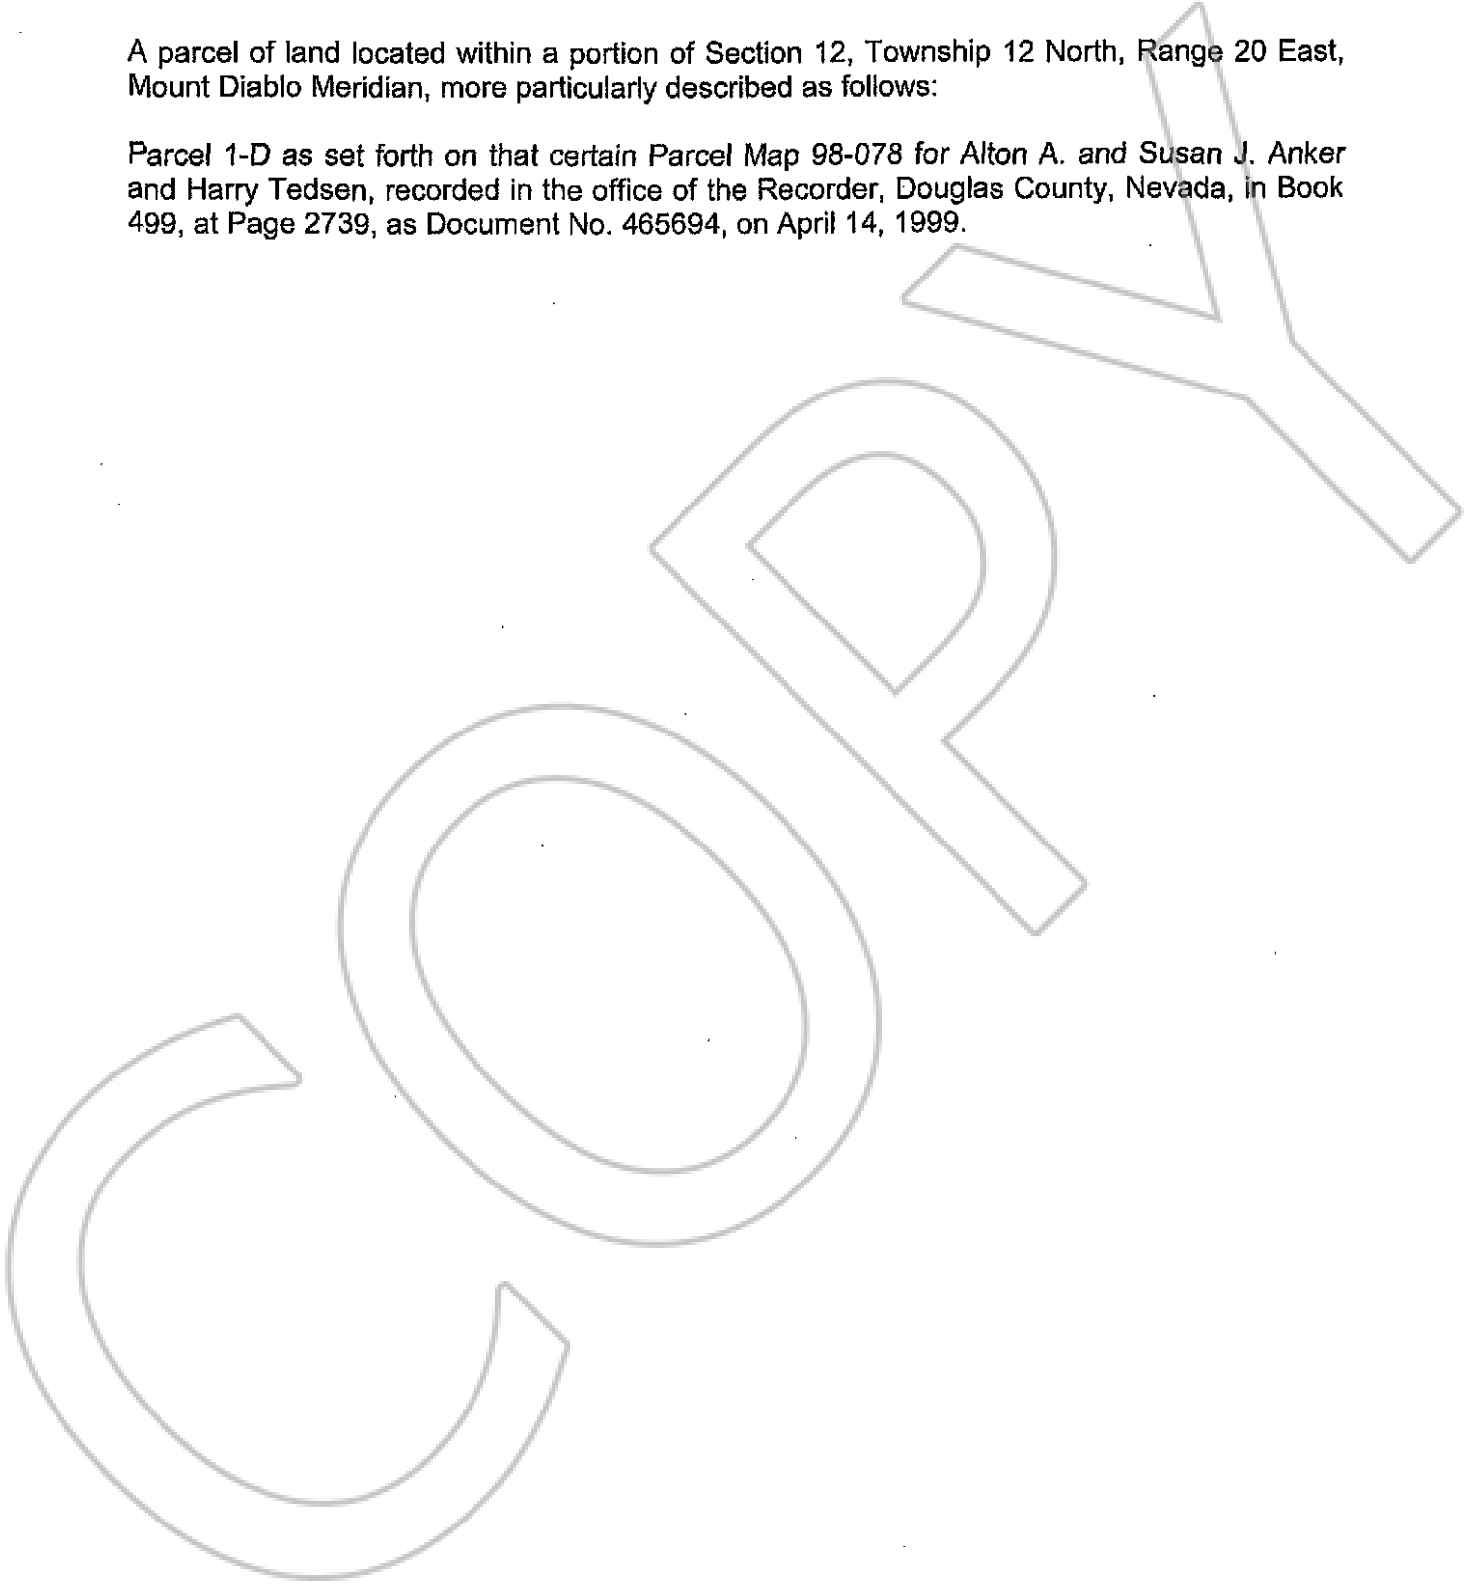 A parcel of land located within a portion of Section 12, Township 12 North, Range 20 East,
Mount Diablo Meridian, more particularly described as follows:
Parcel 1-D as set forth on that certain Parcel Map 98-078 for Alton A. and Susan J. Anker
and Harry Tedsen, recorded in the office of the Recorder, Douglas County, Nevada, in Book
499, at Page 2739, as Document No. 465694, on April 14, 1999.
COPY